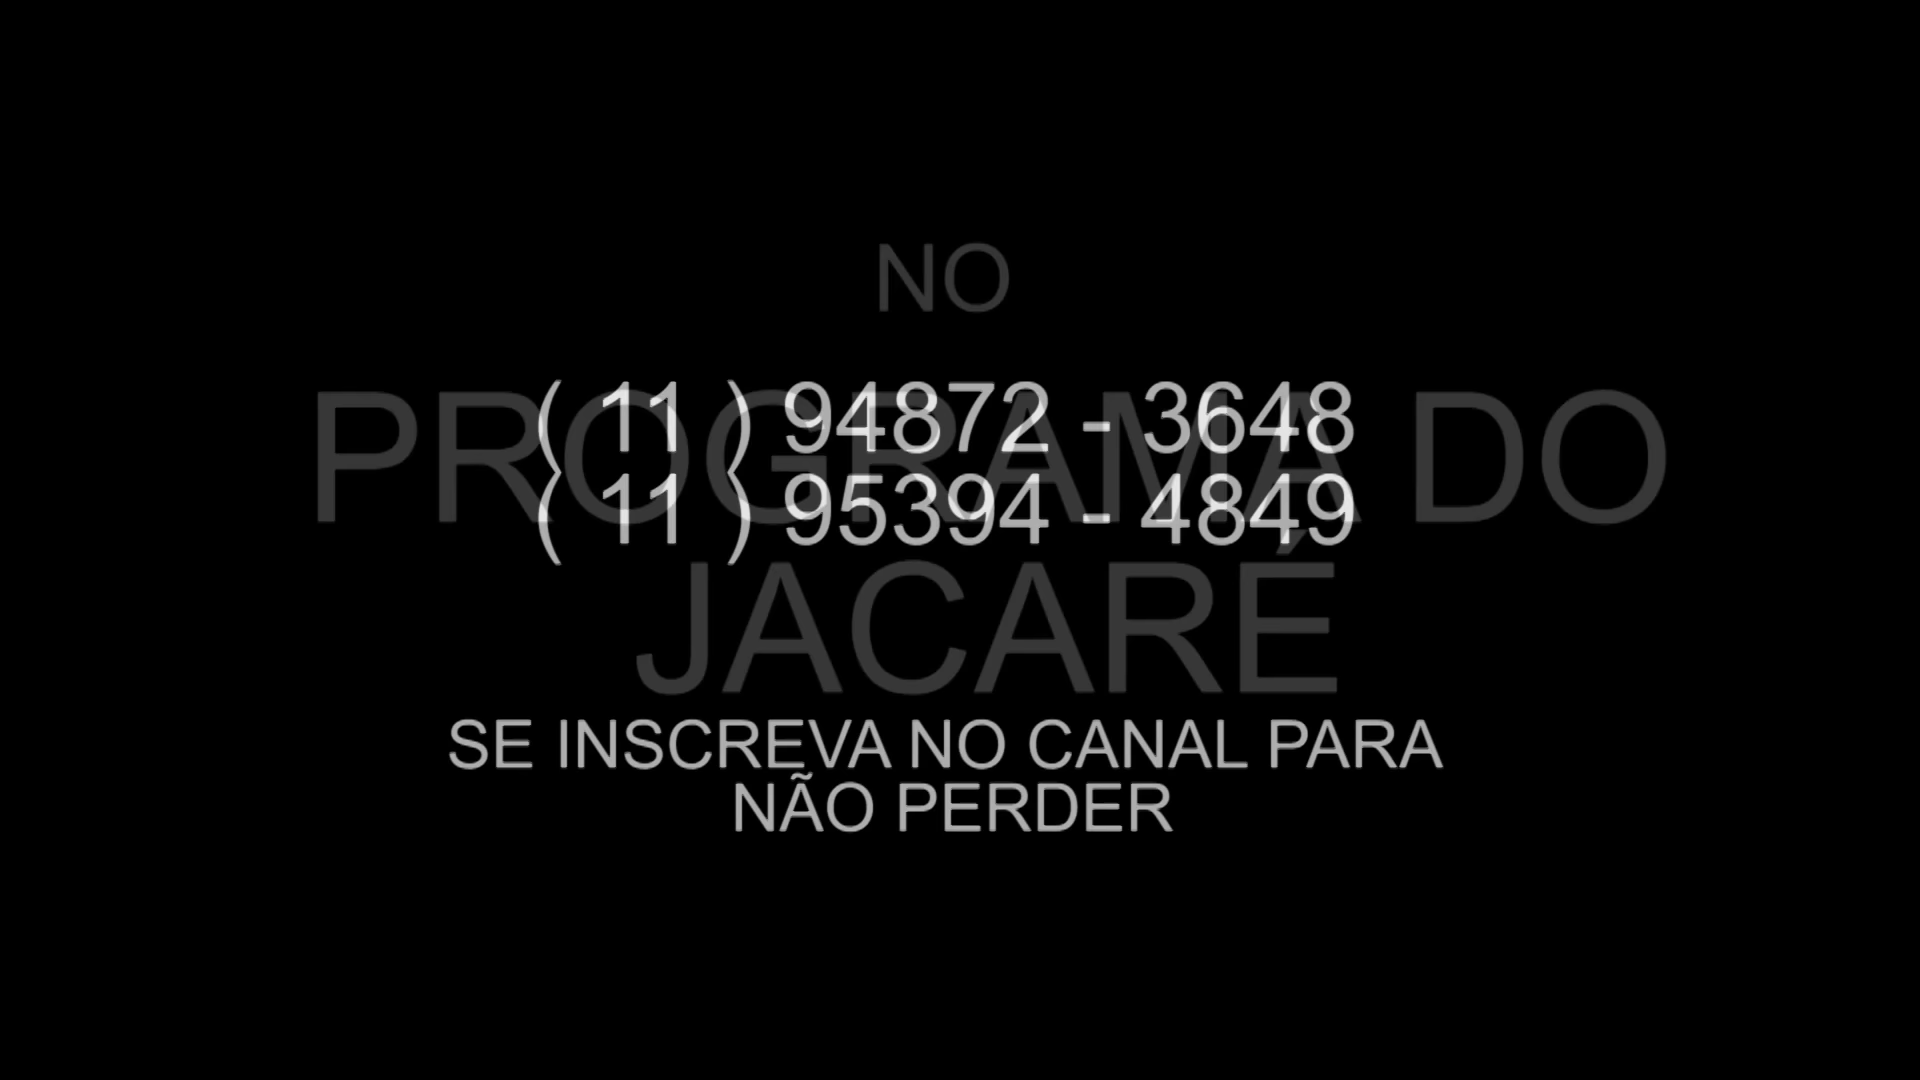 NO
PROGRAMA DO
JACARÉ
( 11 ) 94872 - 3648
( 11 ) 95394 - 4849
SE INSCREVA NO CANAL PARA
NÃO PERDER